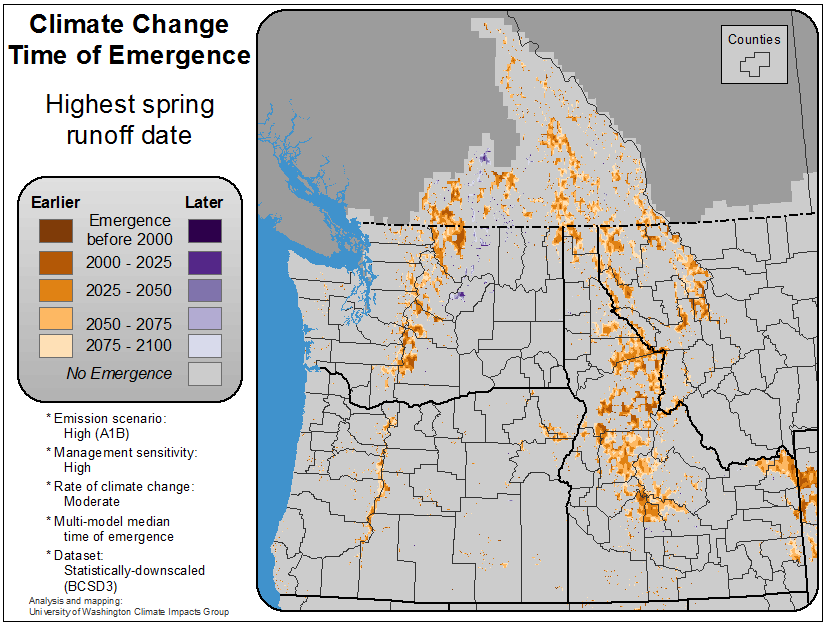 Climate Change
Time of Emergence
Highest spring
runoff date
Earlier
Later
Emergence
before 2000
2000 - 2025
2025 - 2050
2050 - 2075
2075 - 2100
No Emergence
* Emission scenario:
High (A1B)
* Management sensitivity:
High
* Rate of climate change:
Moderate
* Multi-model median
time of emergence
* Dataset:
Statistically-downscaled
(BCSD3)
Analysis and mapping:
University of Washington Climate Impacts Group
Counties